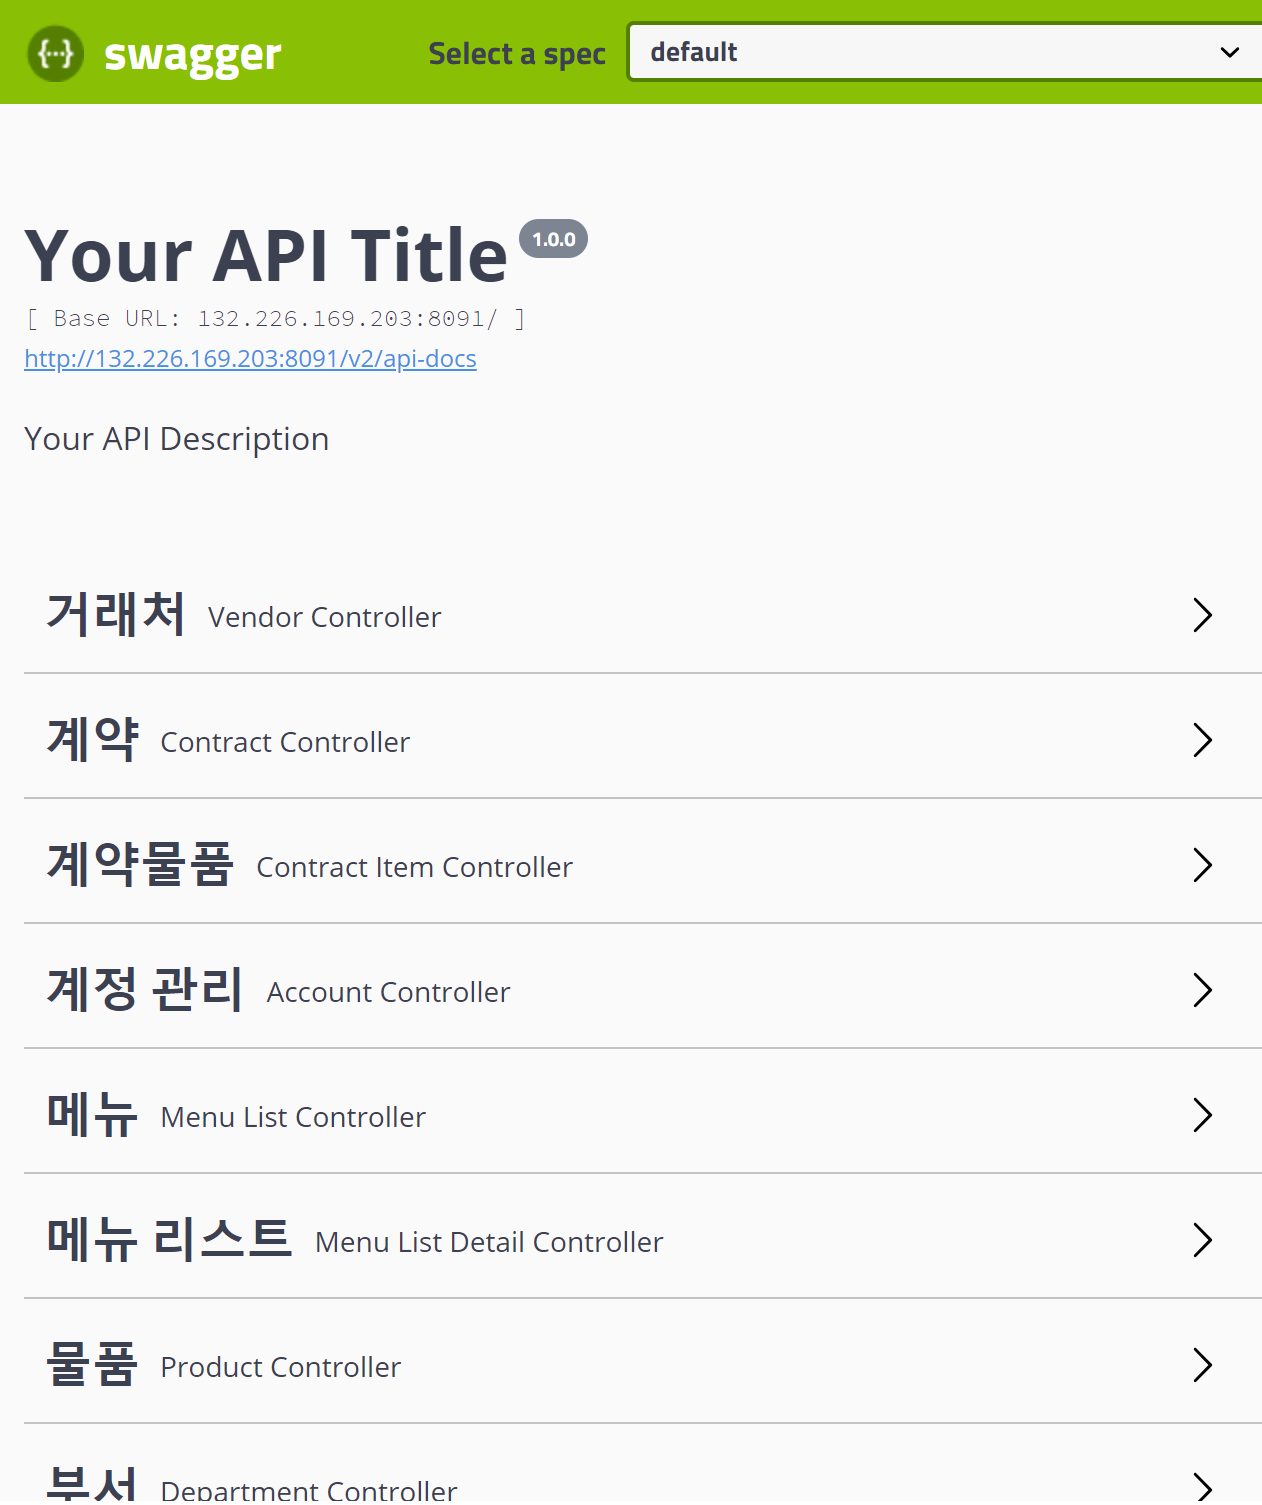 swagger Select a spec default
Your API Title 1.0.0
[ Base URL: 132.226.169.203:8091/ ]
http://132.226.169.203:8091/v2/api-docs
Your API Description
거래처 Vendor Controller
계약 Contract Controller
계약물품 Contract Item Controller
계정 관리 Account Controller
메뉴 Menu List Controller
메뉴 리스트 Menu List Detail Controller
물품 Product Controller
부서 Department Controller